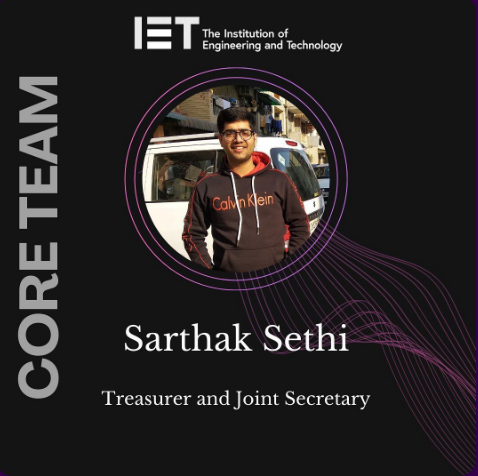 IET The Institution of
Engineering and Technology
CORE TEAM
Calvin Klein
Sarthak Sethi
Treasurer and Joint Secretary